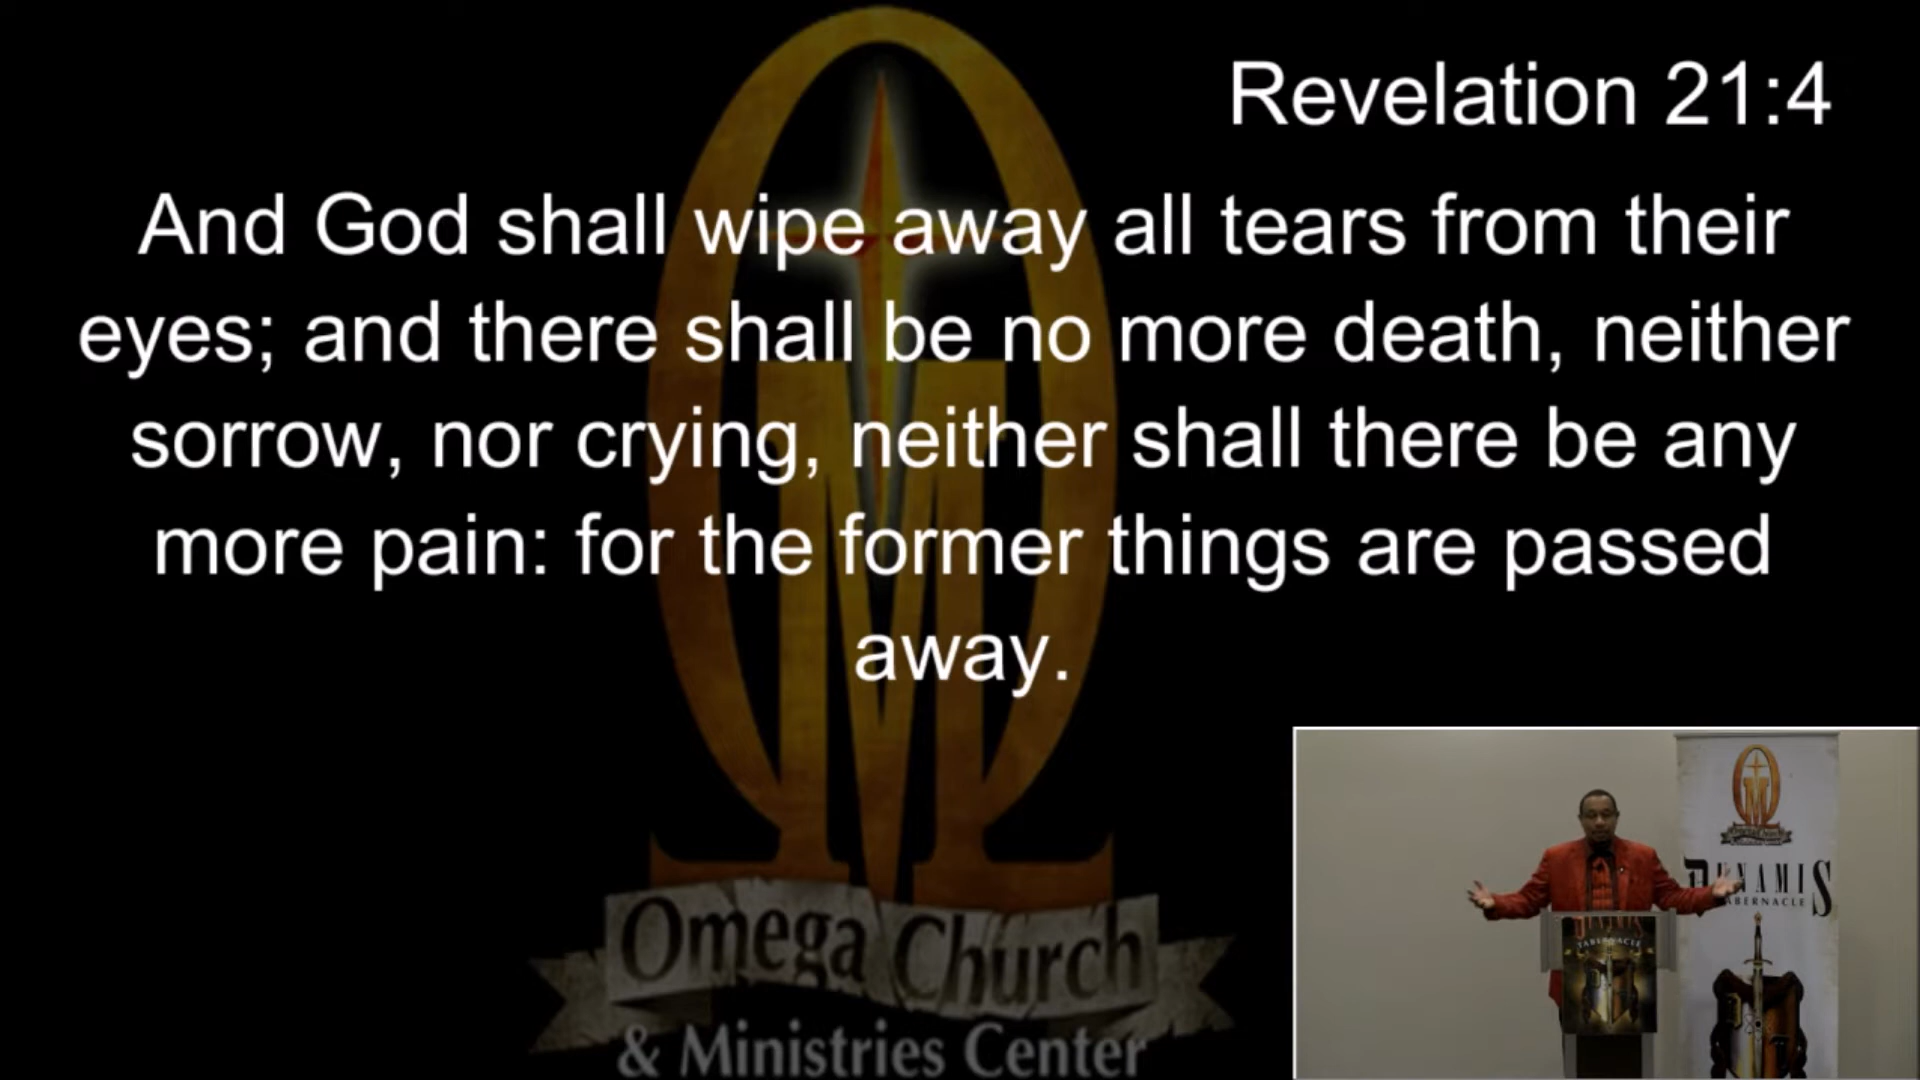 Revelation 21:4
And God shall wipe away all tears from their
eyes; and there shall be no more death, neither
sorrow, nor crying, neither shall there be any
more pain: for the former things are passed
away.
Omega Church
& Ministries Center
DUNAMIS
TABERNACLE
TABERNACLE